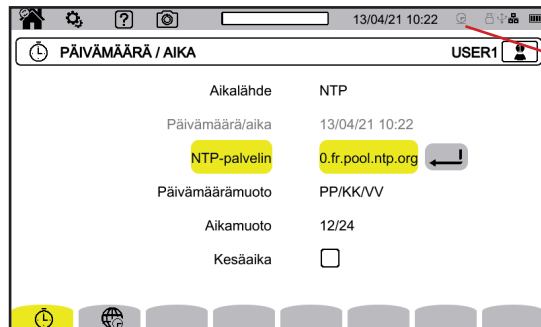 13/04/21 10:22
PÄIVÄMÄÄRÄ / AIKA USER1
Aikalähde NTP
Päivämäärä/aika 13/04/21 10:22
NTP-palvelin 0.fr.pool.ntp.org
Päivämäärämuoto PP/KK/VV
Aikamuoto 12/24
Kesäaika